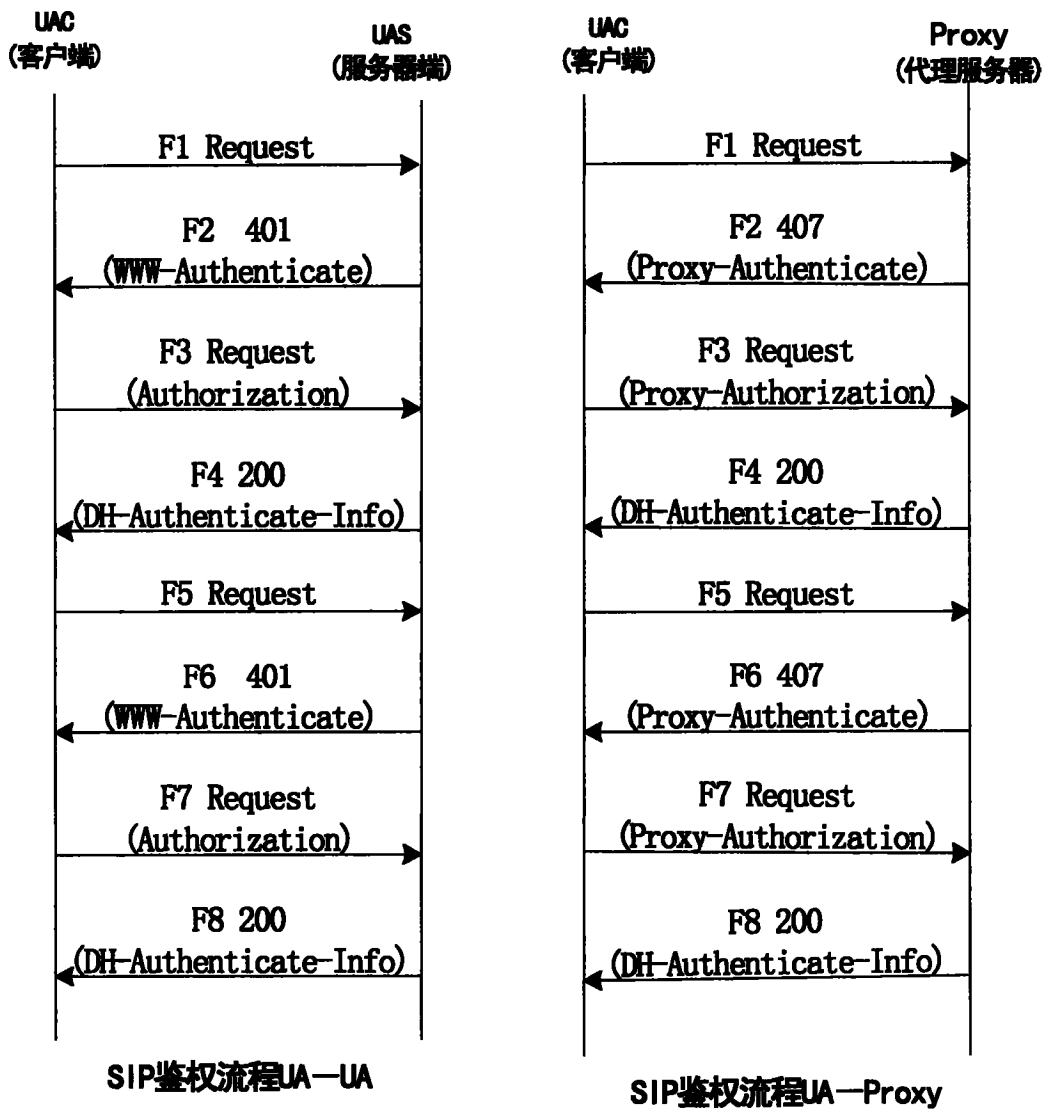 UAC
(客户端)
UAS
(服务器端)
F1 Request
F2 401
(WWW-Authenticate)
F3 Request
(Authorization)
F4 200
(DH-Authenticate-Info)
F5 Request
F6 401
(WWW-Authenticate)
F7 Request
(Authorization)
F8 200
(DH-Authenticate-Info)
SIP鉴权流程UA—UA
UAC
(客户端)
Proxy
(代理服务器)
F1 Request
F2 407
(Proxy-Authenticate)
F3 Request
(Proxy-Authorization)
F4 200
(DH-Authenticate-Info)
F5 Request
F6 407
(Proxy-Authenticate)
F7 Request
(Proxy-Authorization)
F8 200
(DH-Authenticate-Info)
SIP鉴权流程UA—Proxy